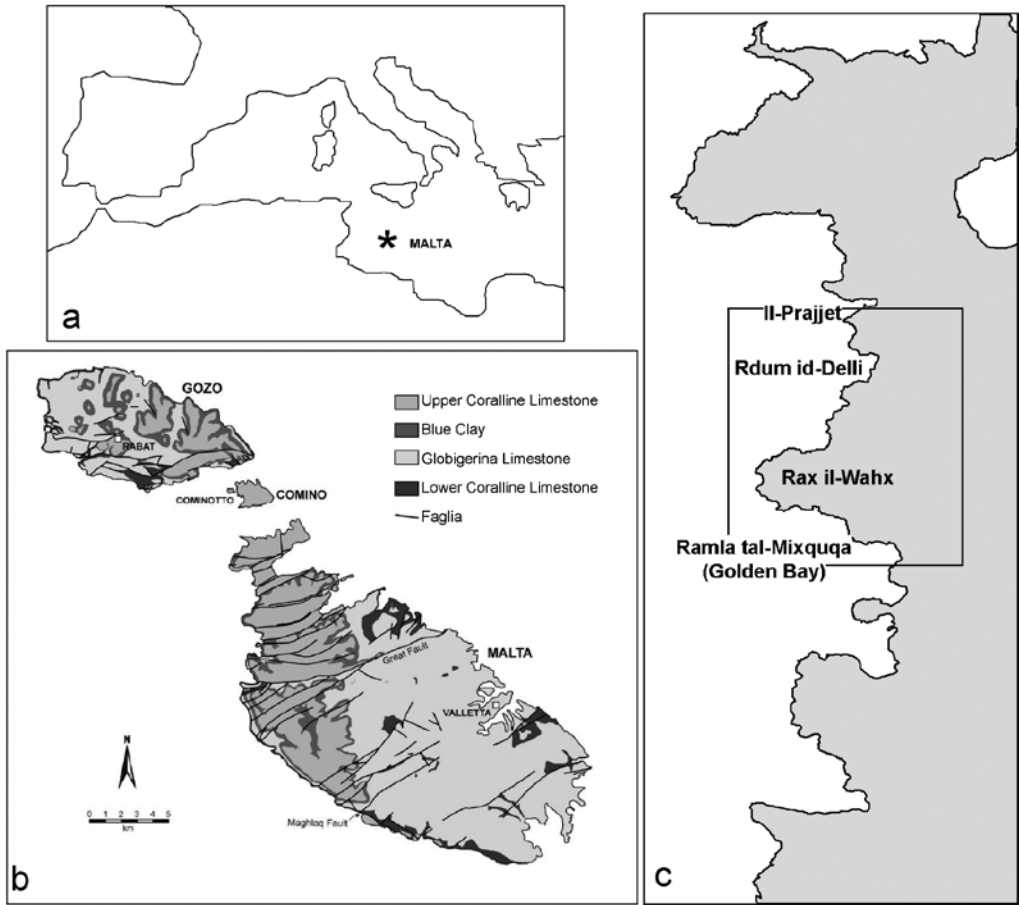 MALTA
a
GOZO
RABAT
COMINOTTO
COMINO
Upper Coralline Limestone
Blue Clay
Globigerina Limestone
Lower Coralline Limestone
Faglia
Great Fault
MALTA
VALLETTA
N
0 1 2 3 4 5
km
Maghlaq Fault
b
Il-Prajjet
Rdum id-Delli
Rax il-Wahx
Ramla tal-Mixquqa
(Golden Bay)
c